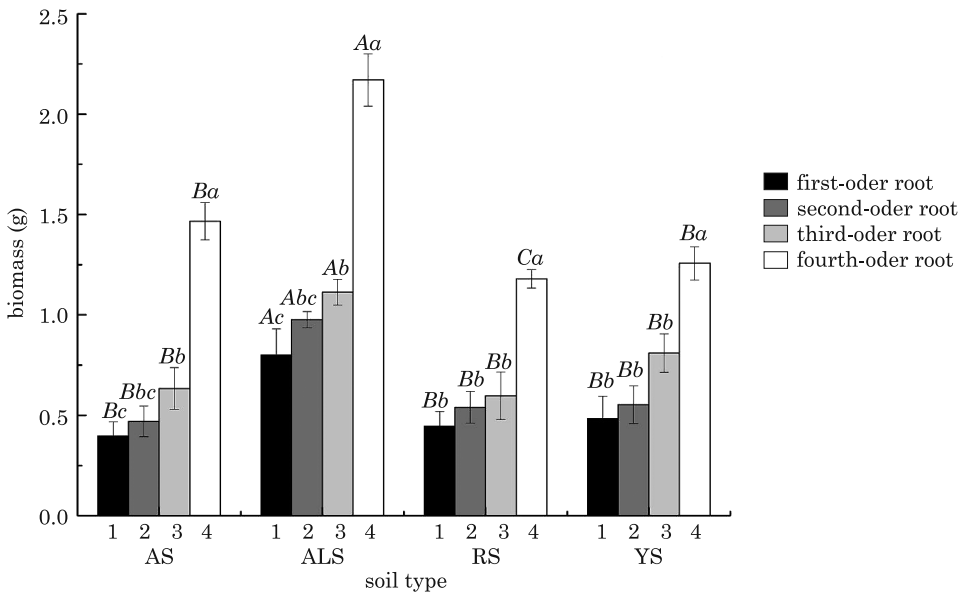 2.5
2.0
1.5
1.0
0.5
0.0
biomass (g)
Bc
Bbc
Bb
Ba
Ac
Abc
Ab
Aa
Bb
Bb
Bb
Ca
Bb
Bb
Bb
Ba
1 2 3 4 1 2 3 4 1 2 3 4 1 2 3 4
AS ALS RS YS
soil type
first-oder root
second-oder root
third-oder root
fourth-oder root